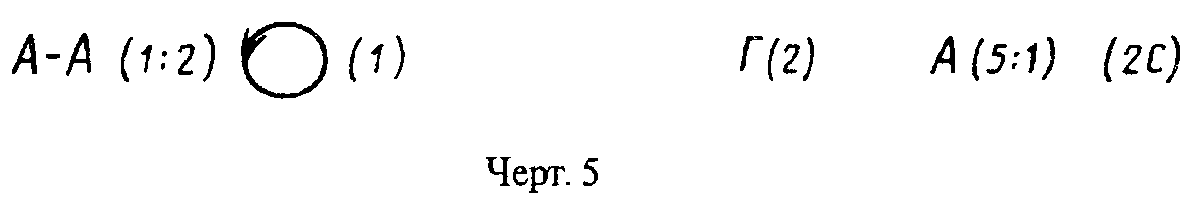 А-А (1:2) (1) Г(2) А(5:1) (2С)
Черт. 5